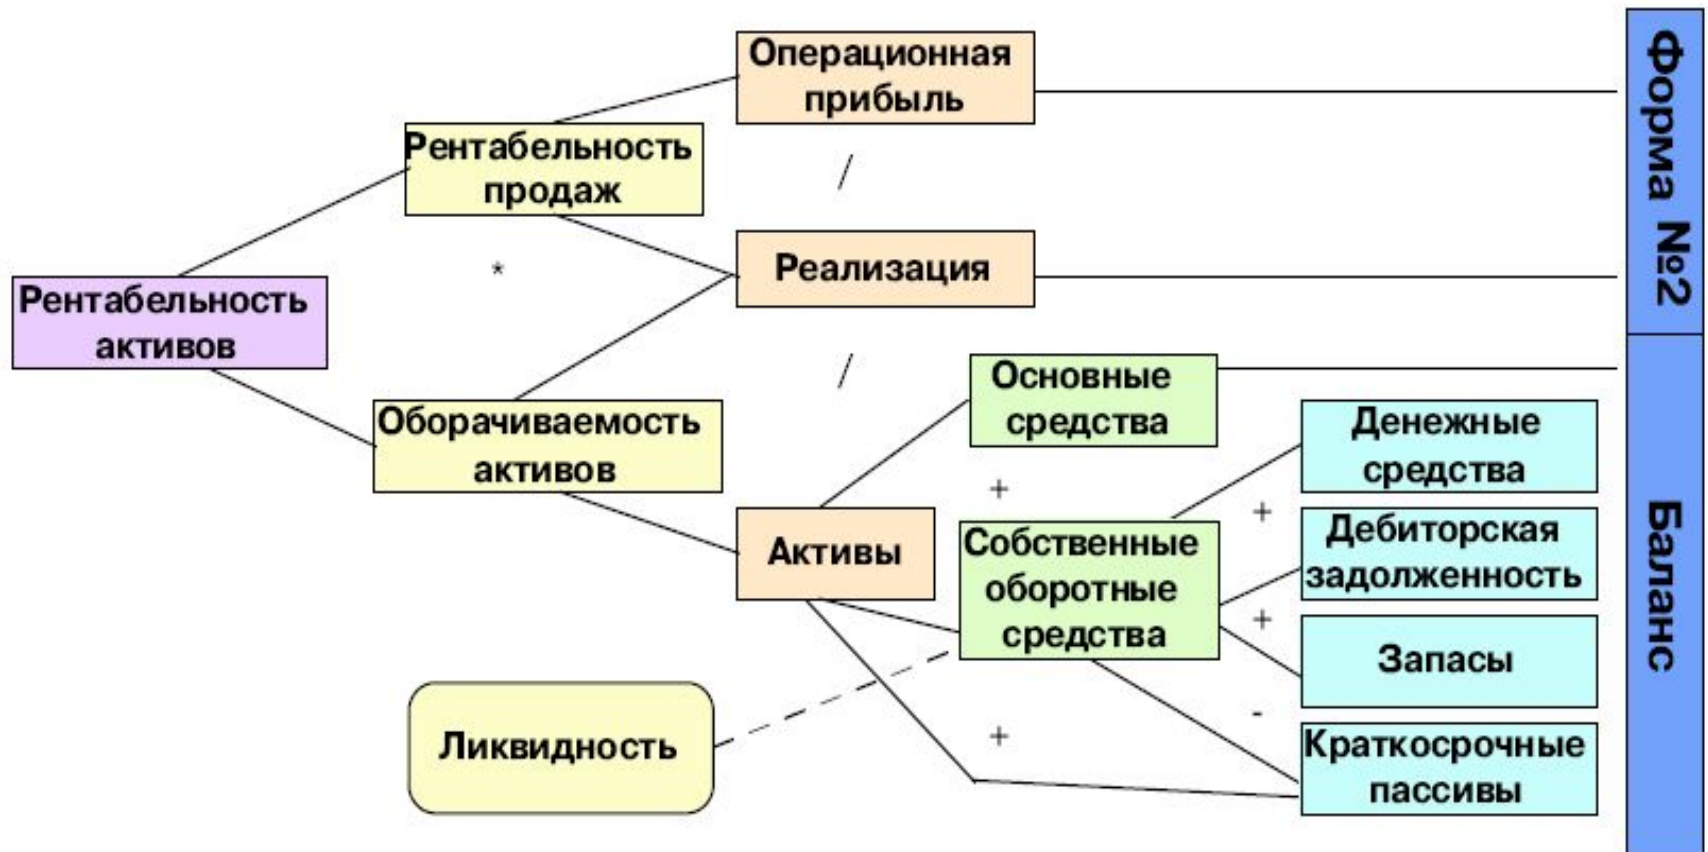 Операционная
прибыль
Рентабельность
продаж
/
Реализация
*
Рентабельность
активов
/
Основные
средства
Оборачиваемость
активов
Денежные
средства
+
+
Активы
Собственные
оборотные
средства
Дебиторская
задолженность
+
Запасы
-
Ликвидность
+
Краткосрочные
пассивы
Форма №2
Баланс